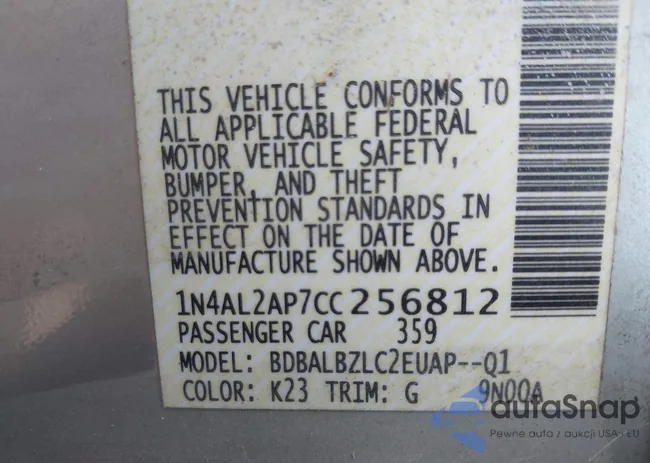 THIS VEHICLE CONFORMS TO
ALL APPLICABLE FEDERAL
MOTOR VEHICLE SAFETY,
BUMPER, AND THEFT
PREVENTION STANDARDS IN
EFFECT ON THE DATE OF
MANUFACTURE SHOWN ABOVE.
1N4AL2AP7CC256812
PASSENGER CAR 359
MODEL: BDBALBZLC2EUAP--Q1
COLOR: K23 TRIM: G 9N00A
autaSnap
Pewne auta z aukcji USA i EU